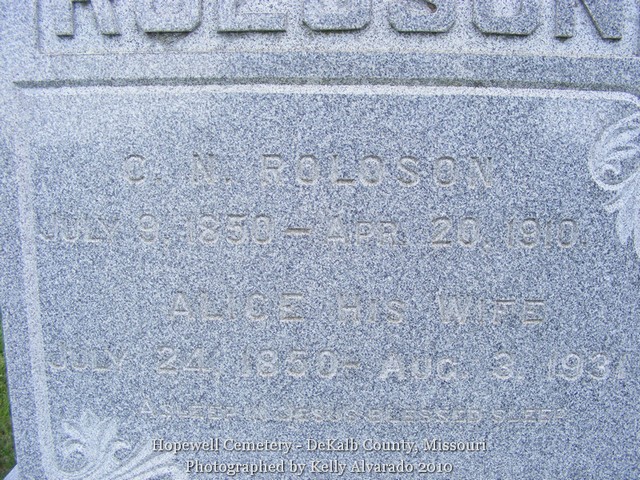 ROLOSON
C. N. ROLOSON
JULY 9, 1850 – APR. 20, 1910.
ALICE HIS WIFE
JULY 24, 1850 – AUG. 3, 1931
ASLEEP IN JESUS BLESSED SLEEP
Hopewell Cemetery - DeKalb County, Missouri
Photographed by Kelly Alvarado 2010